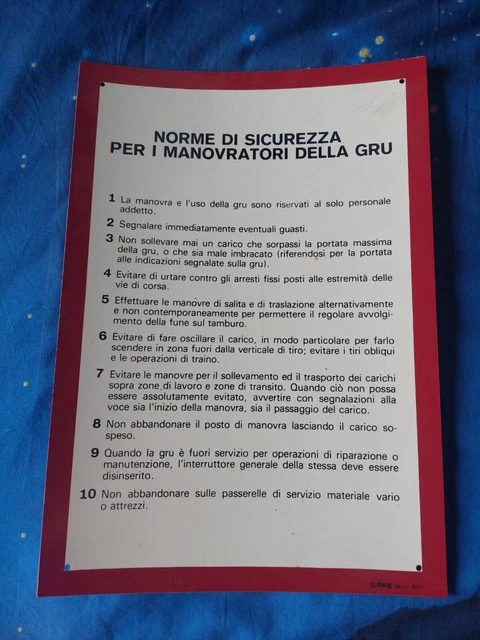 NORME DI SICUREZZA
PER I MANOVRATORI DELLA GRU
1 La manovra e l'uso della gru sono riservati al solo personale
addetto.
2 Segnalare immediatamente eventuali guasti.
3 Non sollevare mai un carico che sorpassi la portata massima
della gru, o che sia male imbracato (riferendosi per la portata
alle indicazioni segnalate sulla gru).
4 Evitare di urtare contro gli arresti fissi posti alle estremità delle
vie di corsa.
5 Effettuare le manovre di salita e di traslazione alternativamente
e non contemporaneamente per permettere il regolare avvolgi-
mento della fune sul tamburo.
6 Evitare di fare oscillare il carico, in modo particolare per farlo
scendere in zona fuori dalla verticale di tiro; evitare i tiri obliqui
e le operazioni di traino.
7 Evitare le manovre per il sollevamento ed il trasporto dei carichi
sopra zone di lavoro e zone di transito. Quando ciò non possa
essere assolutamente evitato, avvertire con segnalazioni alla
voce sia l'inizio della manovra, sia il passaggio del carico.
8 Non abbandonare il posto di manovra lasciando il carico so-
speso.
9 Quando la gru è fuori servizio per operazioni di riparazione o
manutenzione, l'interruttore generale della stessa deve essere
disinserito.
10 Non abbandonare sulle passerelle di servizio materiale vario
o attrezzi.